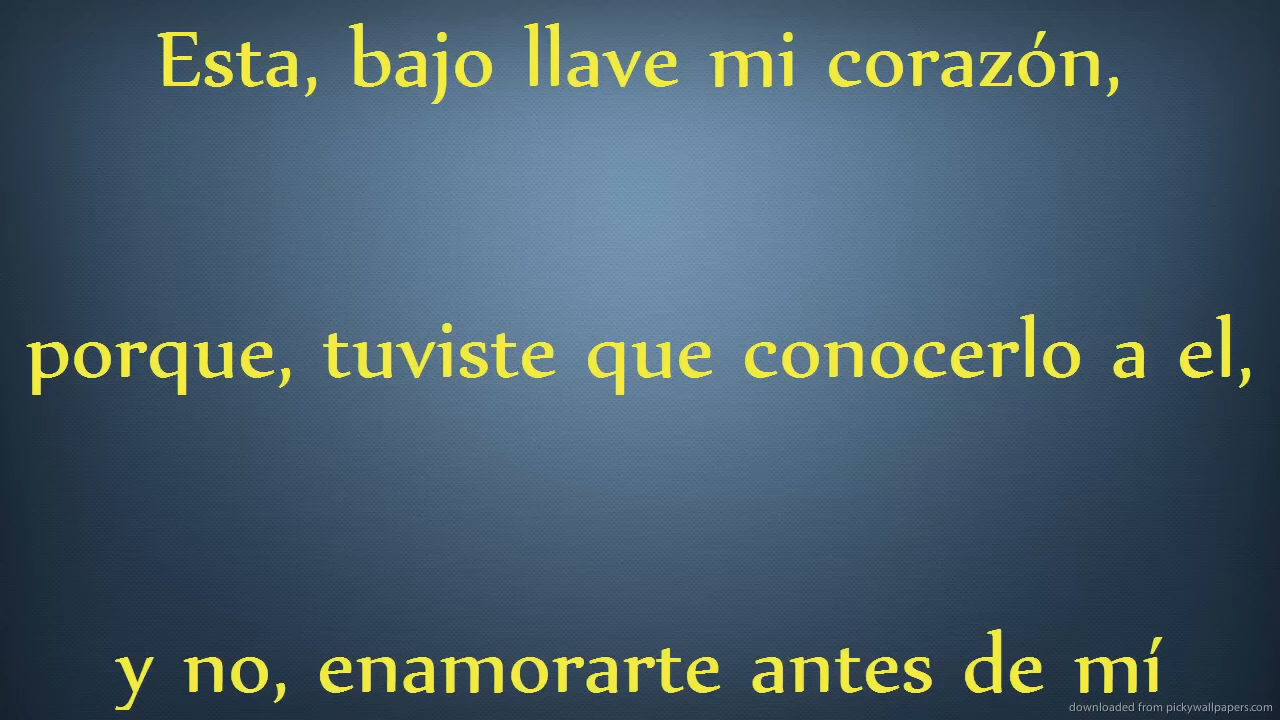 Esta, bajo llave mi corazón,
porque, tuviste que conocerlo a el,
y no, enamorarte antes de mí
downloaded from pickywallpapers.com